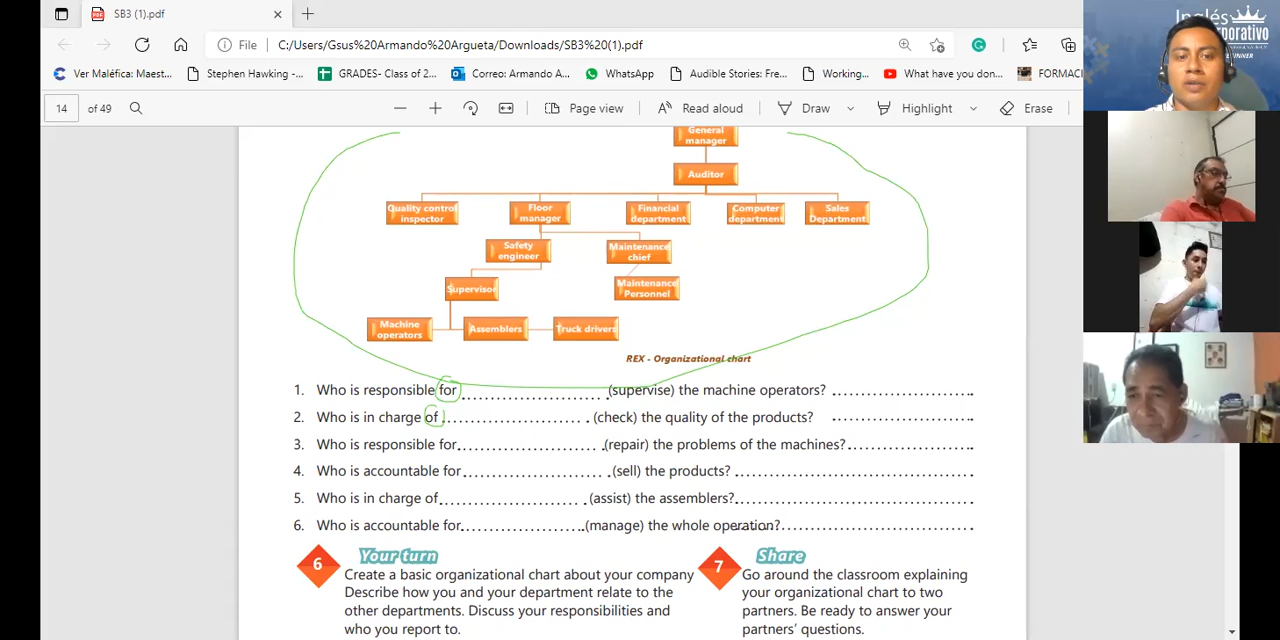 SB3 (1).pdf
File
C:/Users/Gsus%20Armando%20Argueta/Downloads/SB3%20(1).pdf
Ver Maléfica: Maest...
Stephen Hawking -...
GRADES- Class of 2...
Correo: Armando A...
WhatsApp
Audible Stories: Fre...
Working...
What have you don...
FORMACI
14
of 49
Page view
Read aloud
Draw
Highlight
Erase
Inglés
General
manager
Auditor
Quality control
inspector
Floor
manager
Financial
department
Computer
department
Sales
Department
Safety
engineer
Maintenance
chief
Supervisor
Maintenance
Personnel
Machine
operators
Assemblers
Truck drivers
REX - Organizational chart
1. Who is responsible for ............................ (supervise) the machine operators? ............................
2. Who is in charge of ............................ (check) the quality of the products? ............................
3. Who is responsible for............................ (repair) the problems of the machines?............................
4. Who is accountable for............................ (sell) the products?............................
5. Who is in charge of............................ (assist) the assemblers?............................
6. Who is accountable for............................(manage) the whole operation?............................
6 Your turn
Create a basic organizational chart about your company
Describe how you and your department relate to the
other departments. Discuss your responsibilities and
who you report to.
7 Share
Go around the classroom explaining
your organizational chart to two
partners. Be ready to answer your
partners' questions.